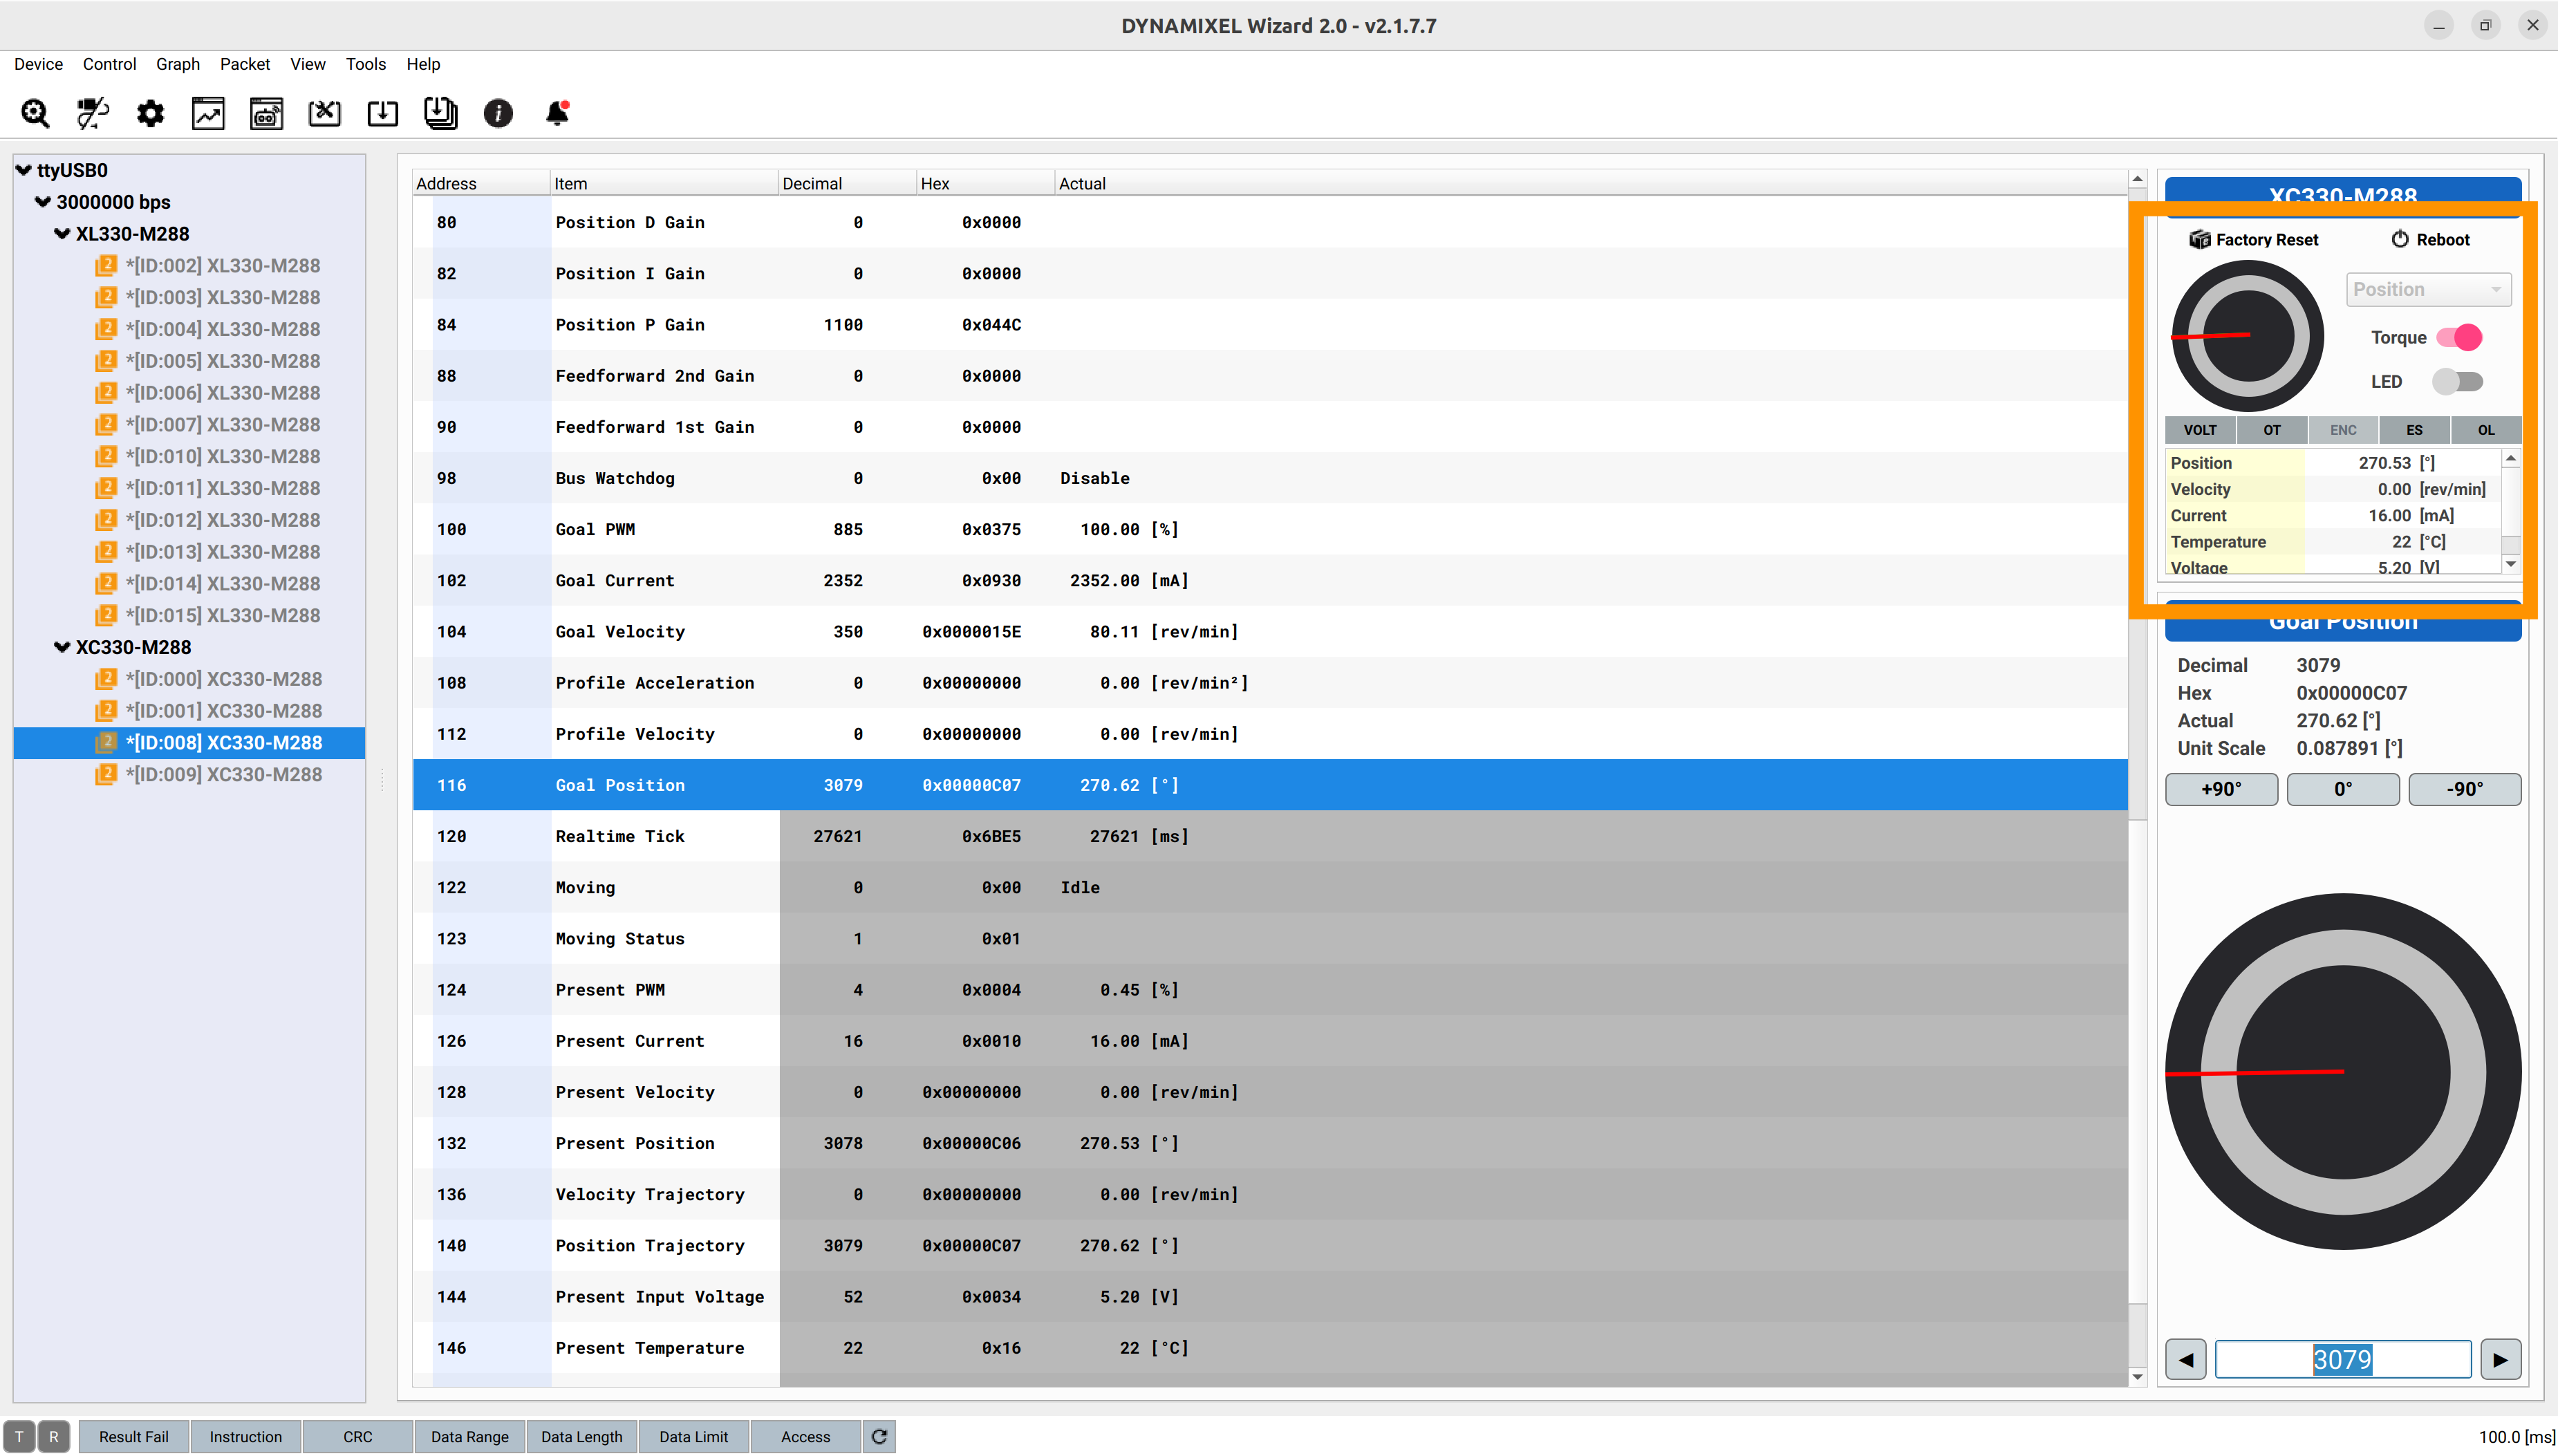 DYNAMIXEL Wizard 2.0 - v2.1.7.7
Device Control Graph Packet View Tools Help
ttyUSB0
3000000 bps
XL330-M288
2 *[ID:002] XL330-M288
2 *[ID:003] XL330-M288
2 *[ID:004] XL330-M288
2 *[ID:005] XL330-M288
2 *[ID:006] XL330-M288
2 *[ID:007] XL330-M288
2 *[ID:010] XL330-M288
2 *[ID:011] XL330-M288
2 *[ID:012] XL330-M288
2 *[ID:013] XL330-M288
2 *[ID:014] XL330-M288
2 *[ID:015] XL330-M288
XC330-M288
2 *[ID:000] XC330-M288
2 *[ID:001] XC330-M288
2 *[ID:008] XC330-M288
2 *[ID:009] XC330-M288
Address Item Decimal Hex Actual
80 Position D Gain 0 0x0000
82 Position I Gain 0 0x0000
84 Position P Gain 1100 0x044C
88 Feedforward 2nd Gain 0 0x0000
90 Feedforward 1st Gain 0 0x0000
98 Bus Watchdog 0 0x00 Disable
100 Goal PWM 885 0x0375 100.00 [%]
102 Goal Current 2352 0x0930 2352.00 [mA]
104 Goal Velocity 350 0x0000015E 80.11 [rev/min]
108 Profile Acceleration 0 0x00000000 0.00 [rev/min²]
112 Profile Velocity 0 0x00000000 0.00 [rev/min]
116 Goal Position 3079 0x00000C07 270.62 [°]
120 Realtime Tick 27621 0x6BE5 27621 [ms]
122 Moving 0 0x00 Idle
123 Moving Status 1 0x01
124 Present PWM 4 0x0004 0.45 [%]
126 Present Current 16 0x0010 16.00 [mA]
128 Present Velocity 0 0x00000000 0.00 [rev/min]
132 Present Position 3078 0x00000C06 270.53 [°]
136 Velocity Trajectory 0 0x00000000 0.00 [rev/min]
140 Position Trajectory 3079 0x00000C07 270.62 [°]
144 Present Input Voltage 52 0x0034 5.20 [V]
146 Present Temperature 22 0x16 22 [°C]
XC330-M288
Factory Reset Reboot
Position
Torque
LED
VOLT OT ENC ES OL
Position 270.53 [°]
Velocity 0.00 [rev/min]
Current 16.00 [mA]
Temperature 22 [°C]
Voltage 5.20 [V]
Goal Position
Decimal 3079
Hex 0x00000C07
Actual 270.62 [°]
Unit Scale 0.087891 [°]
+90° 0° -90°
3079
T R Result Fail Instruction CRC Data Range Data Length Data Limit Access 100.0 [ms]